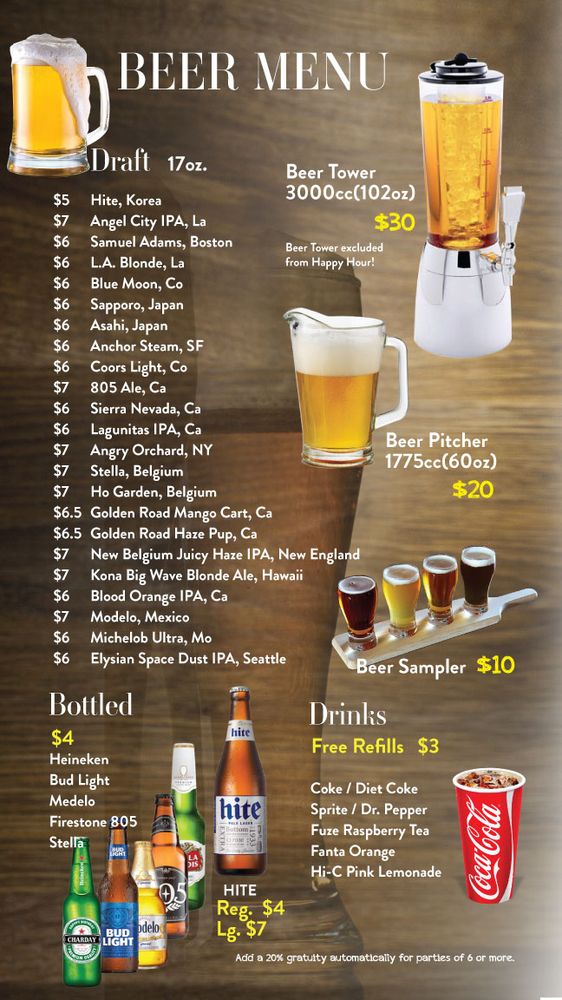 BEER MENU
Draft 17oz.
$5 Hite, Korea
$7 Angel City IPA, La
$6 Samuel Adams, Boston
$6 L.A. Blonde, La
$6 Blue Moon, Co
$6 Sapporo, Japan
$6 Asahi, Japan
$6 Anchor Steam, SF
$6 Coors Light, Co
$7 805 Ale, Ca
$6 Sierra Nevada, Ca
$6 Lagunitas IPA, Ca
$7 Angry Orchard, NY
$7 Stella, Belgium
$7 Ho Garden, Belgium
$6.5 Golden Road Mango Cart, Ca
$6.5 Golden Road Haze Pup, Ca
$7 New Belgium Juicy Haze IPA, New England
$7 Kona Big Wave Blonde Ale, Hawaii
$6 Blood Orange IPA, Ca
$7 Modelo, Mexico
$6 Michelob Ultra, Mo
$6 Elysian Space Dust IPA, Seattle
Beer Tower
3000cc(102oz)
$30
Beer Tower excluded
from Happy Hour!
Beer Pitcher
1775cc(60oz)
$20
Beer Sampler $10
Bottled
$4
Heineken
Bud Light
Medelo
Firestone 805
Stella
CHARDAY
BUD
LIGHT
BUD
LIGHT
odelo
05
LA
OIS
hite
hite
HITE
Reg. $4
Lg. $7
Drinks
Free Refills $3
Coke / Diet Coke
Sprite / Dr. Pepper
Fuze Raspberry Tea
Fanta Orange
Hi-C Pink Lemonade
Coca-Cola
Add a 20% gratuity automatically for parties of 6 or more.